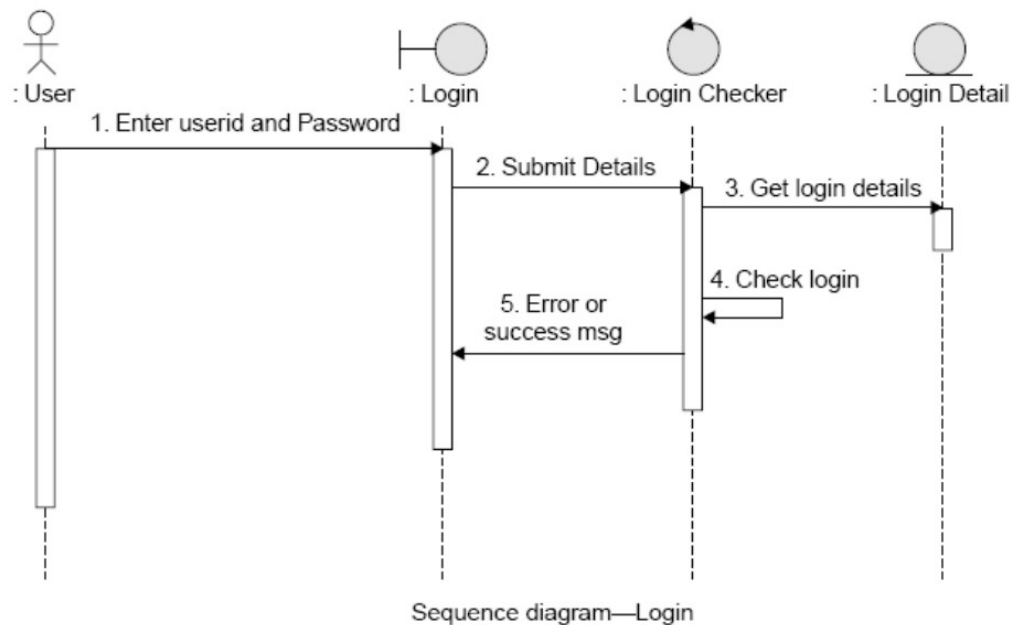 : User
: Login
: Login Checker
: Login Detail
1. Enter userid and Password
2. Submit Details
3. Get login details
4. Check login
5. Error or
success msg
Sequence diagram—Login